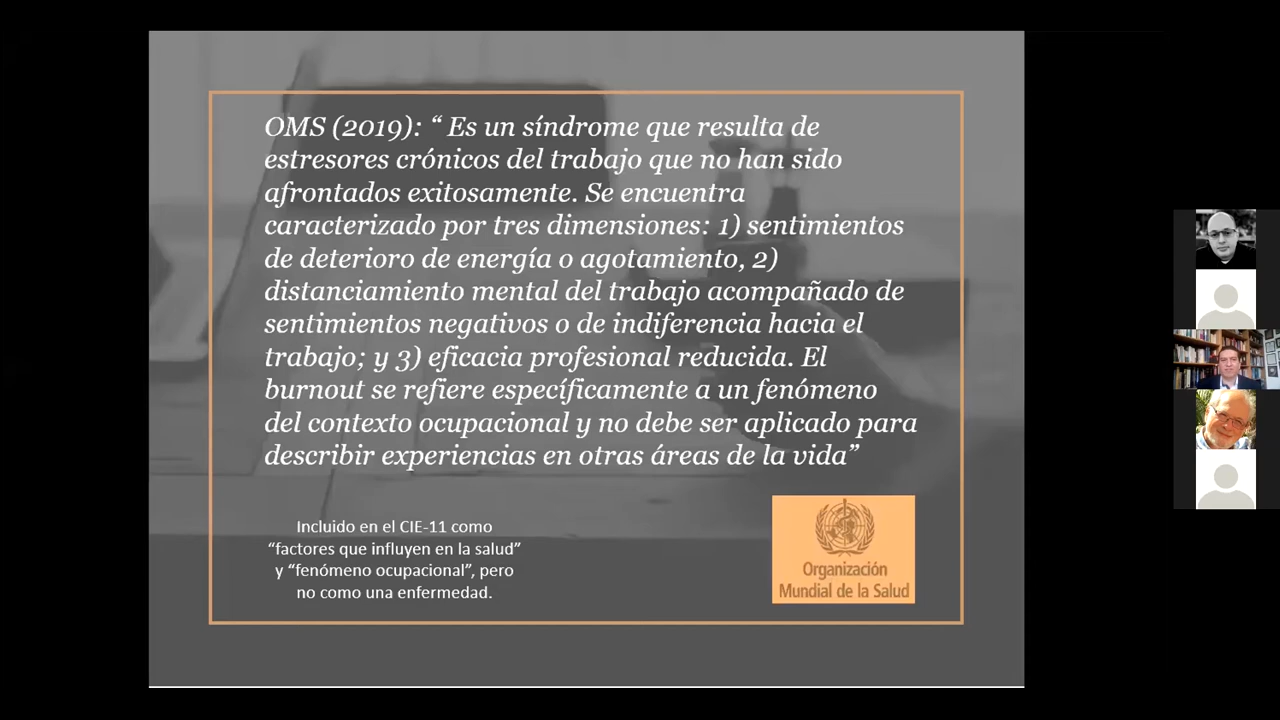 OMS (2019): “ Es un síndrome que resulta de
estresores crónicos del trabajo que no han sido
afrontados exitosamente. Se encuentra
caracterizado por tres dimensiones: 1) sentimientos
de deterioro de energía o agotamiento, 2)
distanciamiento mental del trabajo acompañado de
sentimientos negativos o de indiferencia hacia el
trabajo; y 3) eficacia profesional reducida. El
burnout se refiere específicamente a un fenómeno
del contexto ocupacional y no debe ser aplicado para
describir experiencias en otras áreas de la vida”
Incluido en el CIE-11 como
“factores que influyen en la salud”
y “fenómeno ocupacional”, pero
no como una enfermedad.
Organización
Mundial de la Salud